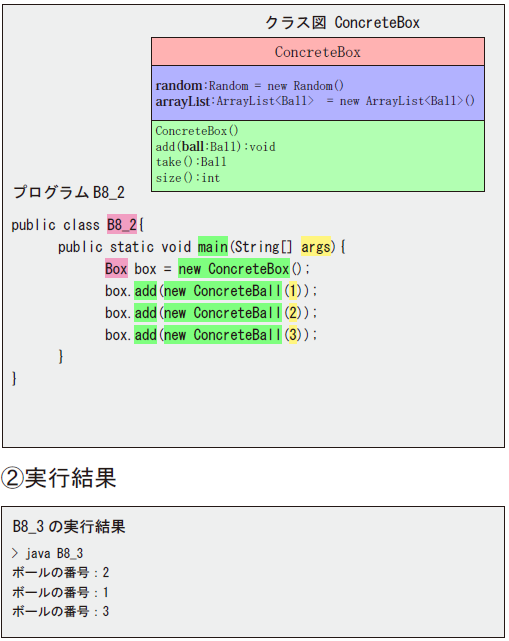 クラス図 ConcreteBox
ConcreteBox
random:Random = new Random()
arrayList:ArrayList<Ball> = new ArrayList<Ball>()
ConcreteBox()
add(ball:Ball):void
take():Ball
size():int
プログラム B8_2
public class B8_2{
public static void main(String[] args){
Box box = new ConcreteBox();
box.add(new ConcreteBall(1));
box.add(new ConcreteBall(2));
box.add(new ConcreteBall(3));
}
}
②実行結果
B8_3 の実行結果
> java B8_3
ボールの番号：2
ボールの番号：1
ボールの番号：3